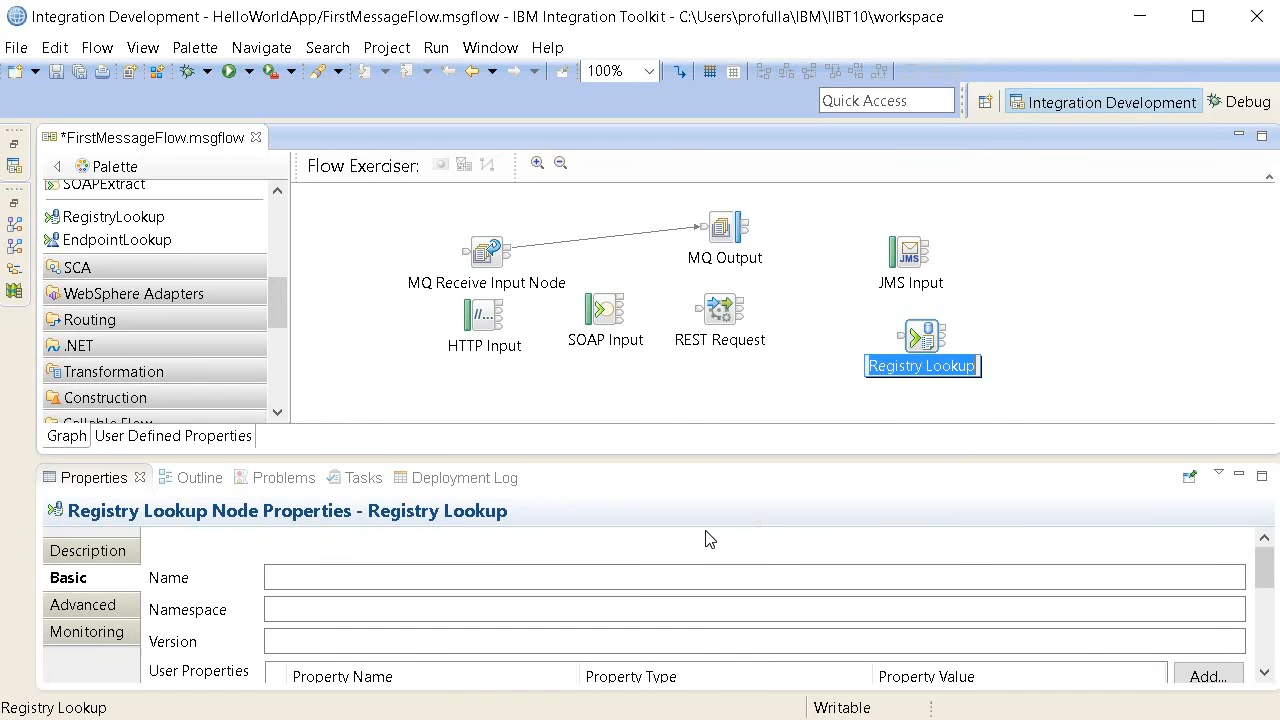 Integration Development - HelloWorldApp/FirstMessageFlow.msgflow - IBM Integration Toolkit - C:\Users\profulla\IBM\IIBT10\workspace
File Edit Flow View Palette Navigate Search Project Run Window Help
100%
Quick Access
Integration Development
Debug
*FirstMessageFlow.msgflow
Palette
Flow Exerciser:
SOAPExtract
RegistryLookup
EndpointLookup
SCA
WebSphere Adapters
Routing
.NET
Transformation
Construction
Callable Flow
MQ Receive Input Node
MQ Output
JMS
JMS Input
HTTP Input
SOAP Input
REST Request
Registry Lookup
Graph
User Defined Properties
Properties
Outline
Problems
Tasks
Deployment Log
Registry Lookup Node Properties - Registry Lookup
Description
Basic
Advanced
Monitoring
Name
Namespace
Version
User Properties
Property Name
Property Type
Property Value
Add...
Registry Lookup
Writable